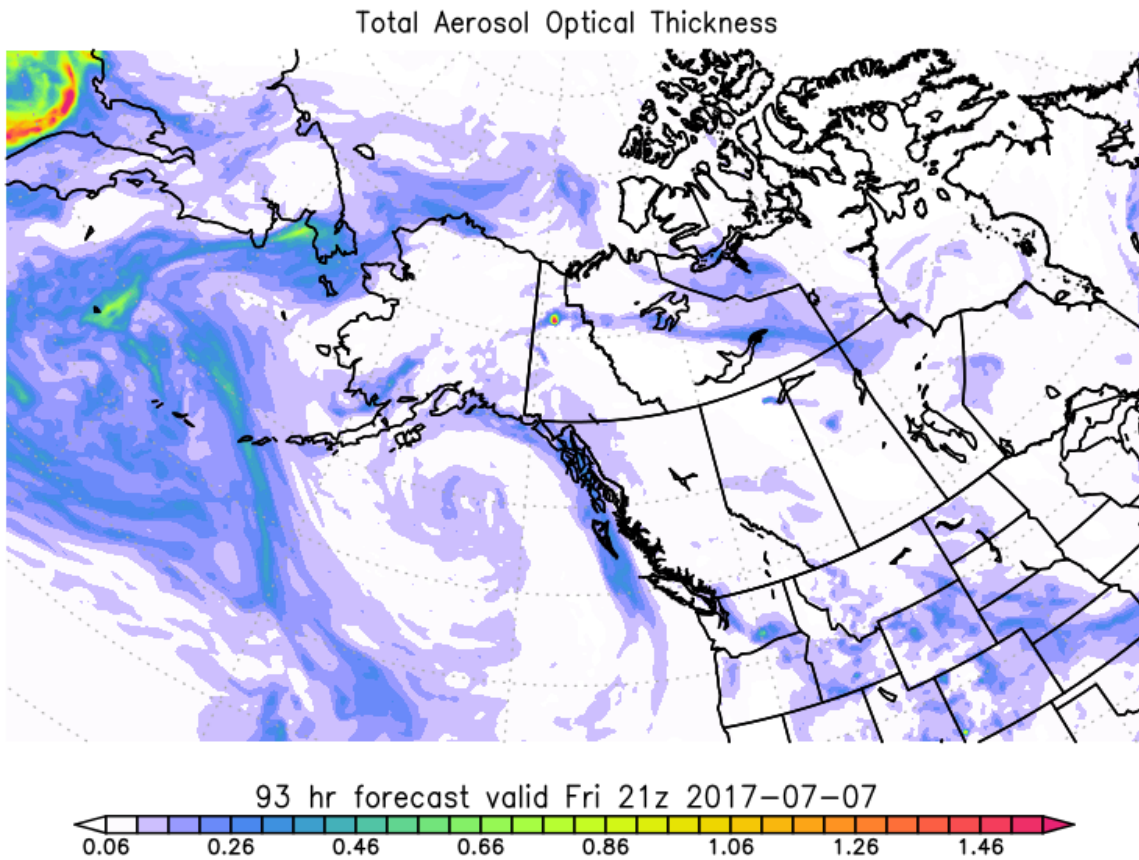 Total Aerosol Optical Thickness
93 hr forecast valid Fri 21z 2017-07-07
0.06 0.26 0.46 0.66 0.86 1.06 1.26 1.46